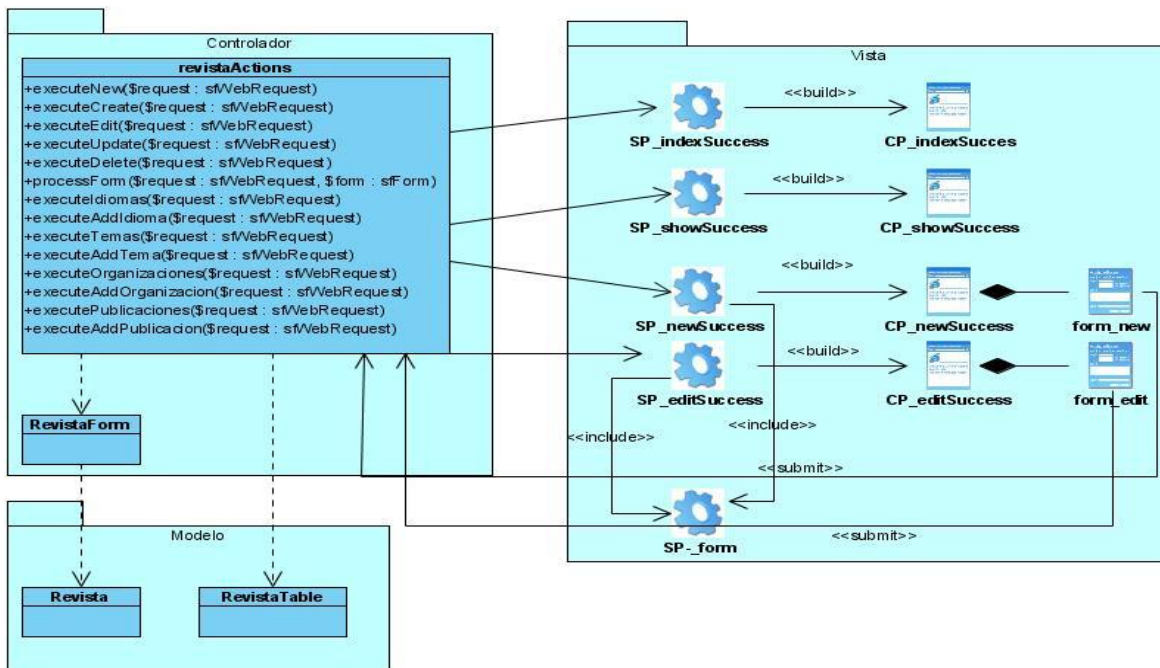 Controlador
revistaActions
+executeNew($request : sfWebRequest)
+executeCreate($request : sfWebRequest)
+executeEdit($request : sfWebRequest)
+executeUpdate($request : sfWebRequest)
+executeDelete($request : sfWebRequest)
+processForm($request : sfWebRequest, $form : sfForm)
+executeIdiomas($request : sfWebRequest)
+executeAddIdioma($request : sfWebRequest)
+executeTemas($request : sfWebRequest)
+executeAddTema($request : sfWebRequest)
+executeOrganizaciones($request : sfWebRequest)
+executeAddOrganizacion($request : sfWebRequest)
+executePublicaciones($request : sfWebRequest)
+executeAddPublicacion($request : sfWebRequest)
RevistaForm
Modelo
Revista
RevistaTable
Vista
<<build>>
SP_indexSuccess
CP_indexSucces
<<build>>
SP_showSuccess
CP_showSuccess
<<build>>
SP_newSuccess
CP_newSuccess
form_new
<<build>>
SP_editSuccess
CP_editSuccess
form_edit
<<include>>
<<include>>
<<submit>>
<<submit>>
SP-_form